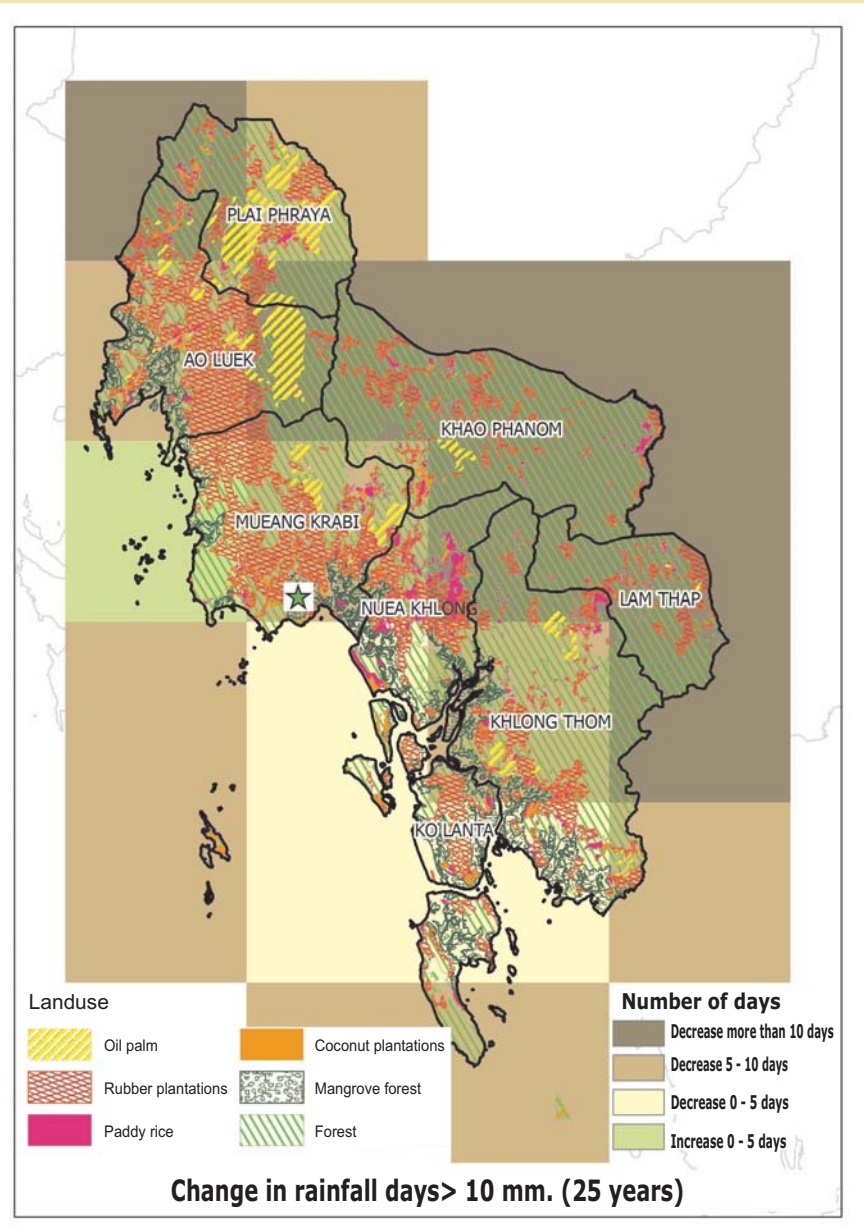 PLAI PHRAYA
AO LUEK
KHAO PHANOM
MUEANG KRABI
NUEA KHLONG
LAM THAP
KHLONG THOM
KO LANTA
Landuse
Oil palm
Rubber plantations
Paddy rice
Coconut plantations
Mangrove forest
Forest
Number of days
Decrease more than 10 days
Decrease 5 - 10 days
Decrease 0 - 5 days
Increase 0 - 5 days
Change in rainfall days> 10 mm. (25 years)